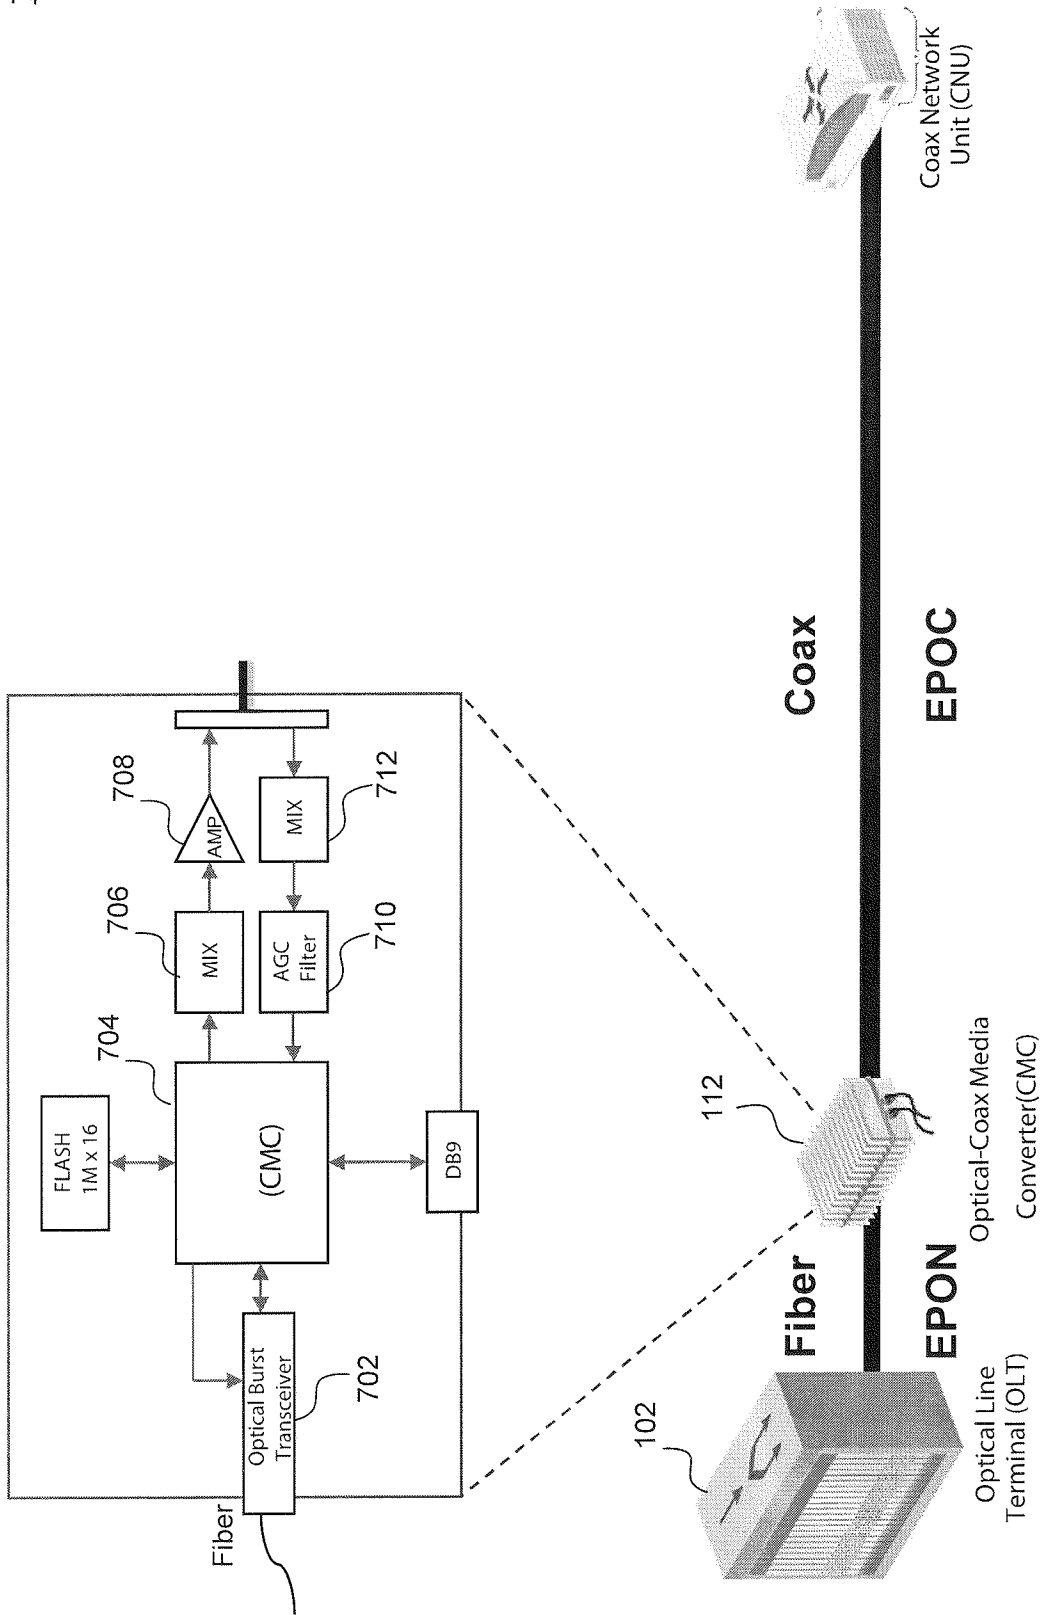 FLASH
1M x 16
704
706
708
(CMC)
MIX
AMP
Fiber
Optical Burst
Transceiver
702
AGC
Filter
710
MIX
712
DB9
102
112
Fiber
Coax
EPON
EPOC
Optical Line
Terminal (OLT)
Optical-Coax Media
Converter(CMC)
Coax Network
Unit (CNU)